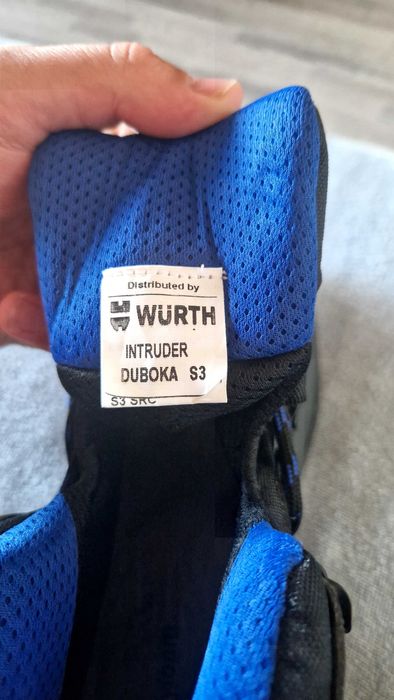 Distributed by
WÜRTH
INTRUDER
DUBOKA S3
S3 SRC